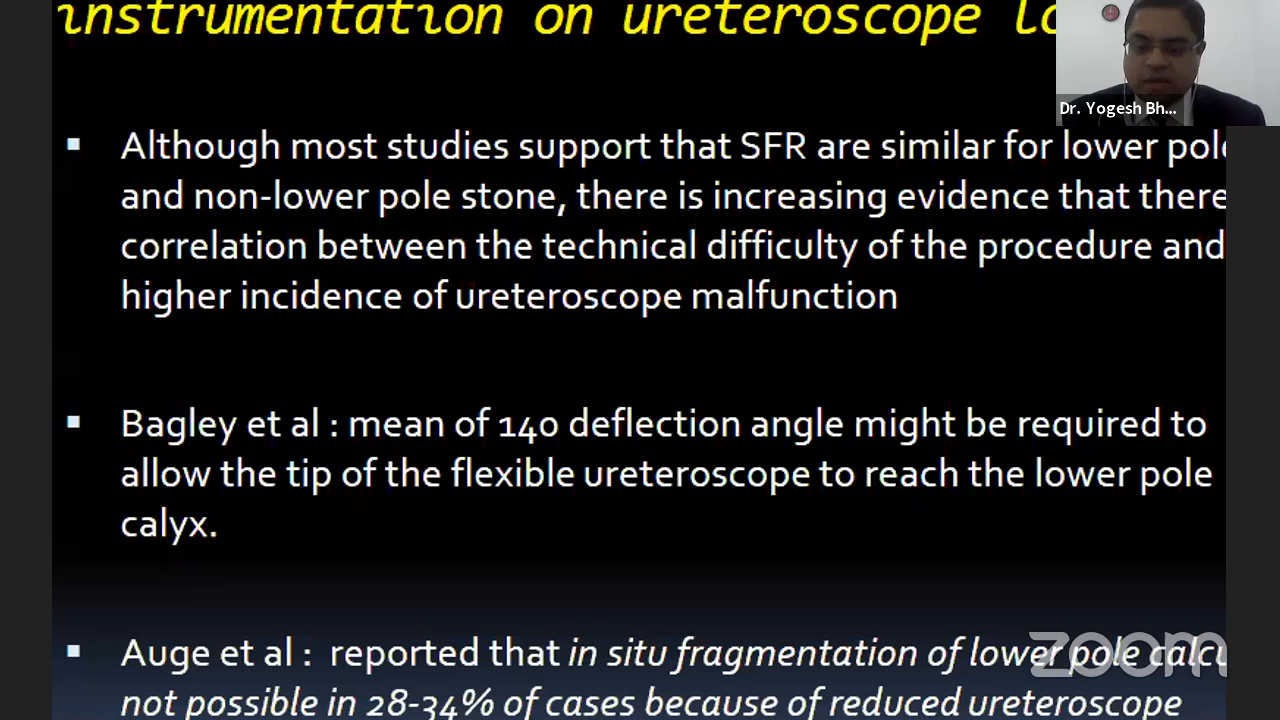 instrumentation on ureteroscope
Dr. Yogesh Bh...
Although most studies support that SFR are similar for lower pole
and non-lower pole stone, there is increasing evidence that there
correlation between the technical difficulty of the procedure and
higher incidence of ureteroscope malfunction
Bagley et al : mean of 140 deflection angle might be required to
allow the tip of the flexible ureteroscope to reach the lower pole
calyx.
Auge et al : reported that in situ fragmentation of lower pole
not possible in 28-34% of cases because of reduced ureteroscope
zoom